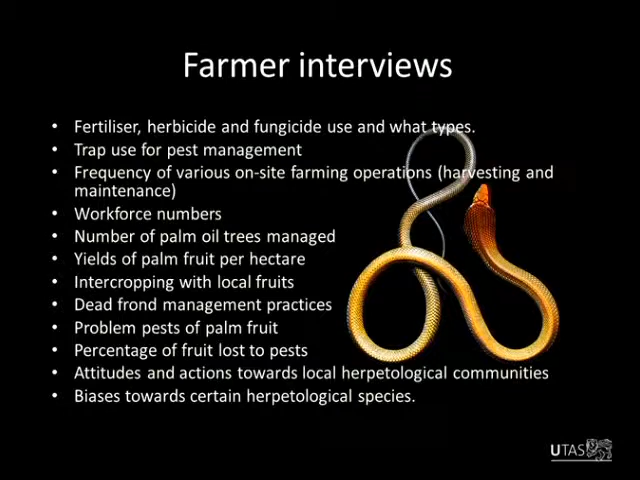 Farmer interviews
• Fertiliser, herbicide and fungicide use and what types.
• Trap use for pest management
• Frequency of various on-site farming operations (harvesting and
maintenance)
• Workforce numbers
• Number of palm oil trees managed
• Yields of palm fruit per hectare
• Intercropping with local fruits
• Dead frond management practices
• Problem pests of palm fruit
• Percentage of fruit lost to pests
• Attitudes and actions towards local herpetological communities
• Biases towards certain herpetological species.
UTAS